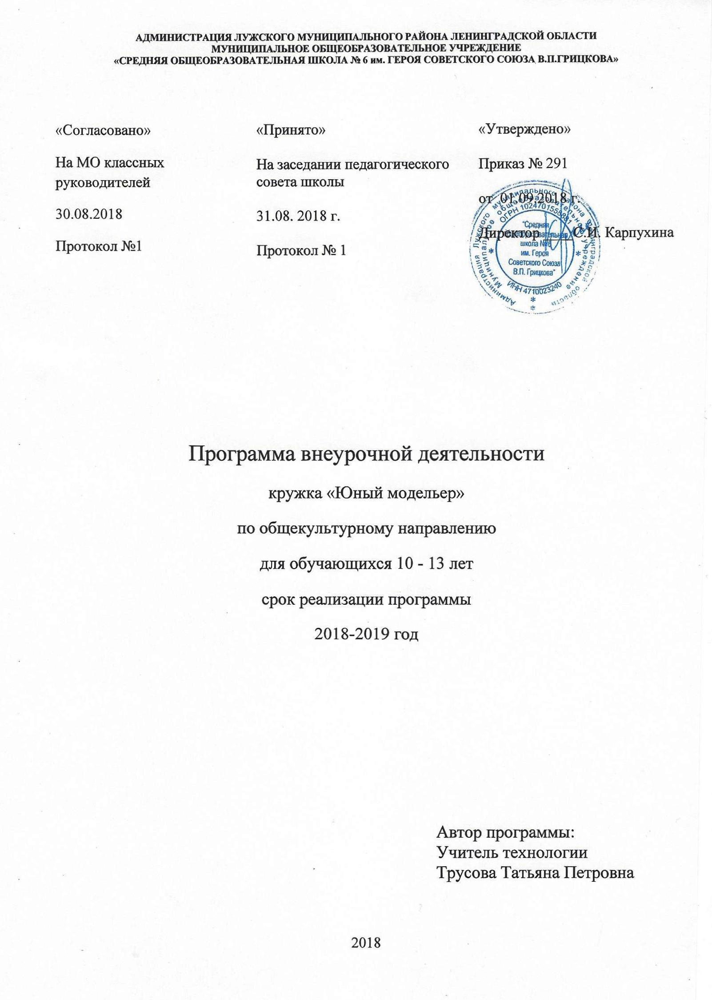 АДМИНИСТРАЦИЯ ЛУЖСКОГО МУНИЦИПАЛЬНОГО РАЙОНА ЛЕНИНГРАДСКОЙ ОБЛАСТИ
МУНИЦИПАЛЬНОЕ ОБЩЕОБРАЗОВАТЕЛЬНОЕ УЧРЕЖДЕНИЕ
«СРЕДНЯЯ ОБЩЕОБРАЗОВАТЕЛЬНАЯ ШКОЛА № 6 им. ГЕРОЯ СОВЕТСКОГО СОЮЗА В.П.ГРИЦКОВА»
«Согласовано»
На МО классных
руководителей
30.08.2018
Протокол №1
«Принято»
На заседании педагогического
совета школы
31.08. 2018 г.
Протокол № 1
«Утверждено»
Приказ № 291
от 01.09.2018 г.
Директор ____С.И. Карпухина
Администрация Лужского муниципального района Ленинградской области
Муниципальное общеобразовательное учреждение
ОГРН 1024701558881
"Средняя
общеобразовательная
школа №6
им. Героя
Советского Союза
В.П. Грицкова"
ИНН 4710023240
Программа внеурочной деятельности
кружка «Юный модельер»
по общекультурному направлению
для обучающихся 10 - 13 лет
срок реализации программы
2018-2019 год
Автор программы:
Учитель технологии
Трусова Татьяна Петровна
2018